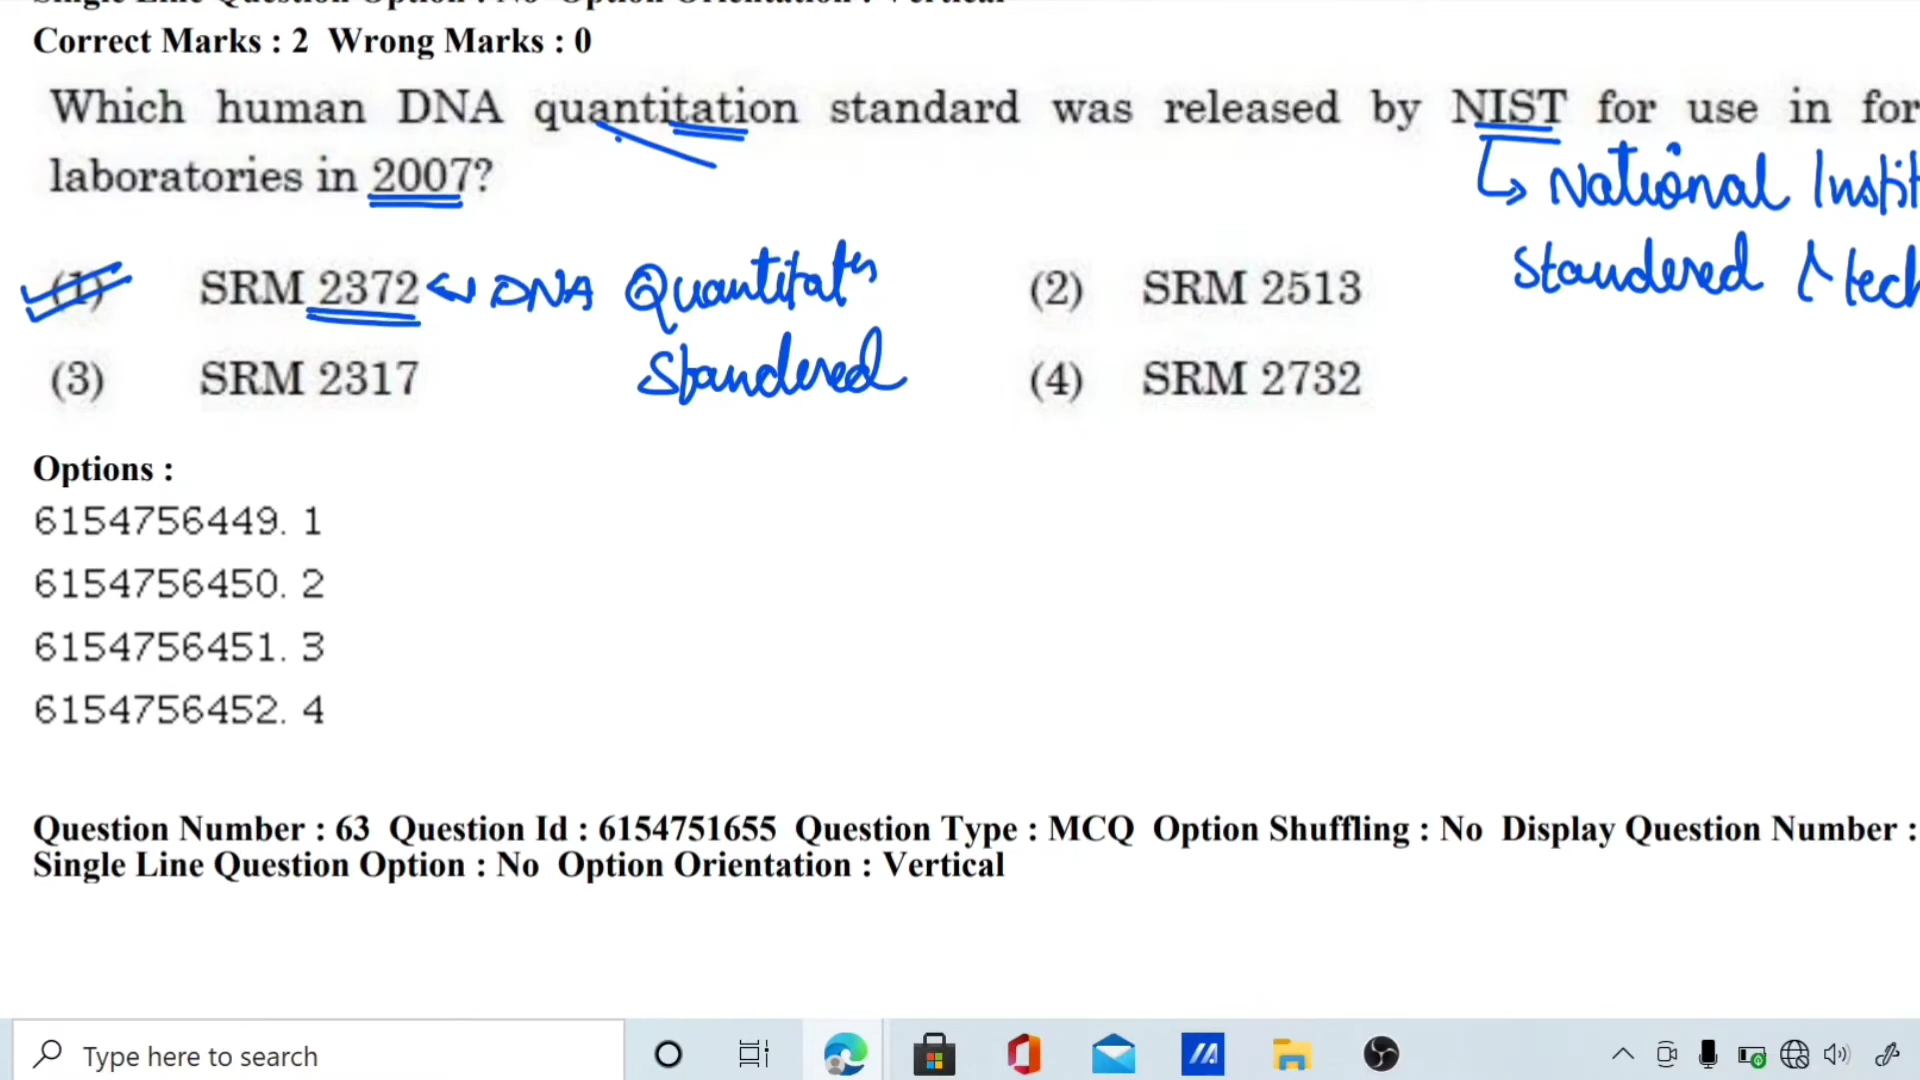 Correct Marks : 2 Wrong Marks : 0
Which human DNA quantitation standard was released by NIST for use in for
laboratories in 2007?
National Instit
Standered & tech
(1) SRM 2372 DNA Quantitatn (2) SRM 2513
Standered
(3) SRM 2317 (4) SRM 2732
Options :
6154756449. 1
6154756450. 2
6154756451. 3
6154756452. 4
Question Number : 63 Question Id : 6154751655 Question Type : MCQ Option Shuffling : No Display Question Number :
Single Line Question Option : No Option Orientation : Vertical
Type here to search